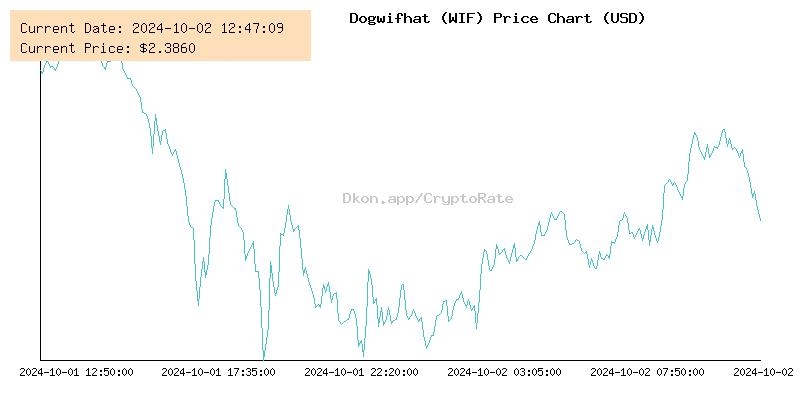 Dogwifhat (WIF) Price Chart (USD)
Current Date: 2024-10-02 12:47:09
Current Price: $2.3860
Dkon.app/CryptoRate
2024-10-01 12:50:00 2024-10-01 17:35:00 2024-10-01 22:20:00 2024-10-02 03:05:00 2024-10-02 07:50:00 2024-10-02